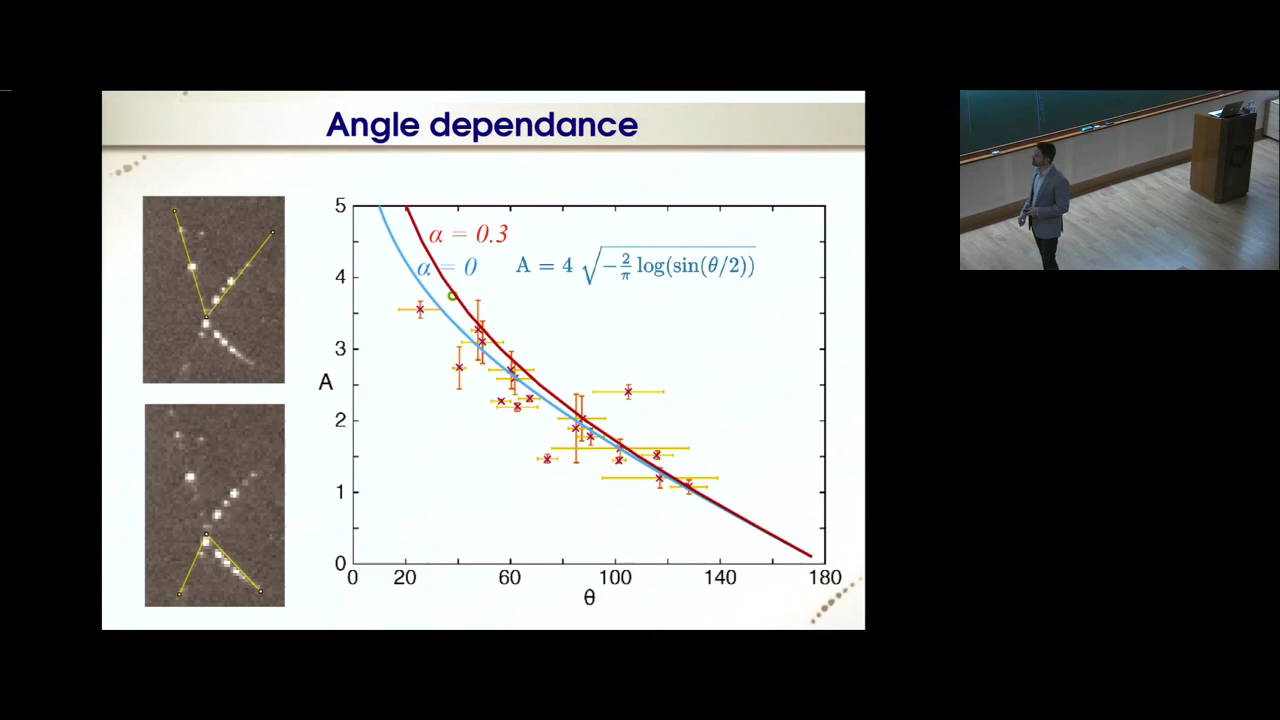 Angle dependance
5
4
3
2
1
0
A
α = 0.3
α = 0
A = 4 √−2/π log(sin(θ/2))
0 20 60 100 140 180
θ